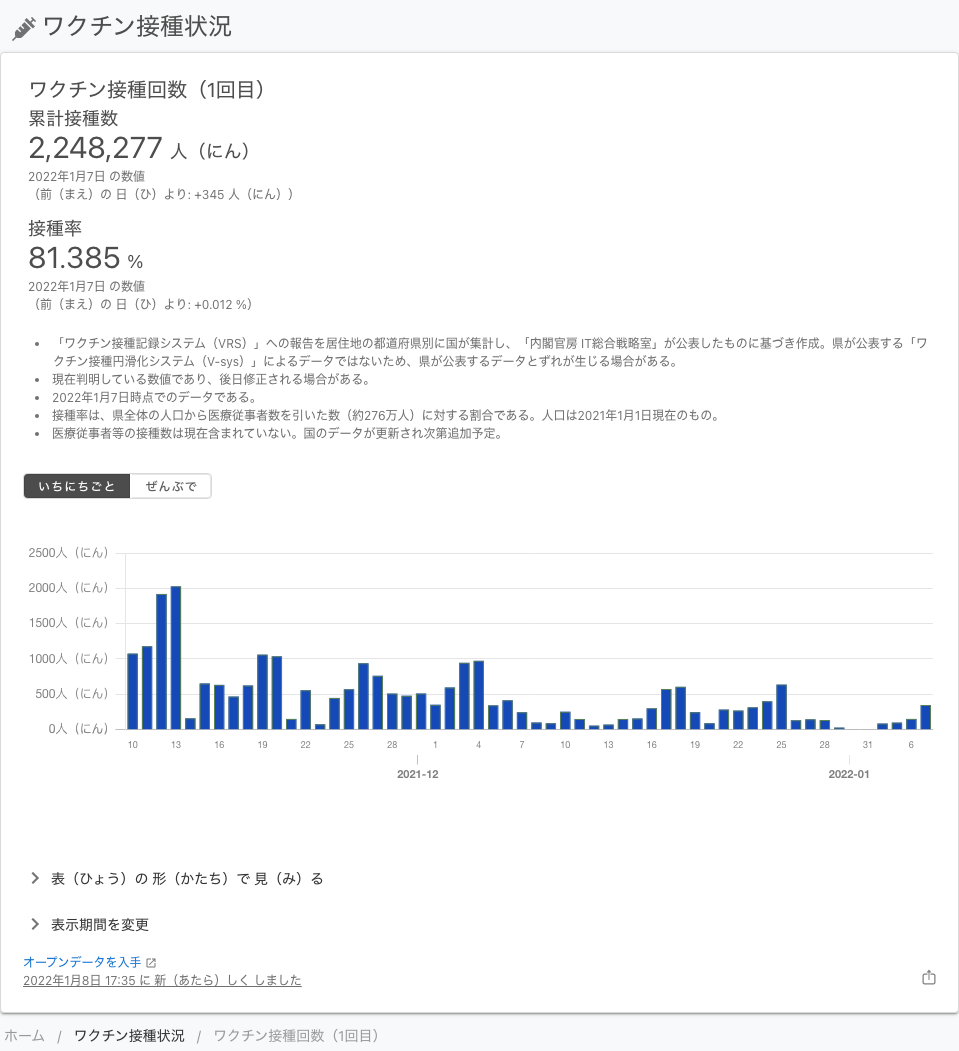 ワクチン接種状況
ワクチン接種回数（1回目）
累計接種数
2,248,277 人（にん）
2022年1月7日 の数値
（前（まえ）の 日（ひ）より: +345 人（にん））
接種率
81.385 %
2022年1月7日 の数値
（前（まえ）の 日（ひ）より: +0.012 %）
「ワクチン接種記録システム（VRS）」への報告を居住地の都道府県別に国が集計し、「内閣官房 IT総合戦略室」が公表したものに基づき作成。県が公表する「ワ
クチン接種円滑化システム（V-sys）」によるデータではないため、県が公表するデータとずれが生じる場合がある。
現在判明している数値であり、後日修正される場合がある。
2022年1月7日時点でのデータである。
接種率は、県全体の人口から医療従事者数を引いた数（約276万人）に対する割合である。人口は2021年1月1日現在のもの。
医療従事者等の接種数は現在含まれていない。国のデータが更新され次第追加予定。
いちにちごと ぜんぶで
2500人（にん）
2000人（にん）
1500人（にん）
1000人（にん）
500人（にん）
0人（にん）
10 13 16 19 22 25 28 1 4 7 10 13 16 19 22 25 28 31 6
2021-12 2022-01
表（ひょう）の 形（かたち）で 見（み）る
表示期間を変更
オープンデータを入手
2022年1月8日 17:35 に 新（あたら）しく しました
ホーム / ワクチン接種状況 / ワクチン接種回数（1回目）